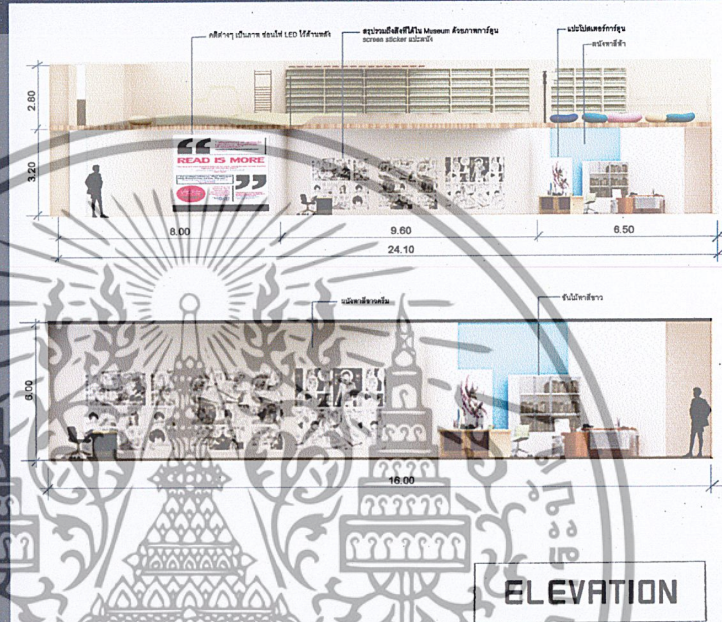 คติต่างๆ เป็นภาพ ซ่อนไฟ LED ไว้ด้านหลัง
สรุปรวมถึงสิ่งที่ได้ใน Museum ด้วยภาพการ์ตูน
screen sticker แปะผนัง
แปะโปสเตอร์การ์ตูน
ผนังทาสีฟ้า
2.80
3.20
READ IS MORE
8.00
9.60
6.50
24.10
ผนังทาสีขาวครีม
ชั้นไม้ทาสีขาว
6.00
16.00
ELEVATION